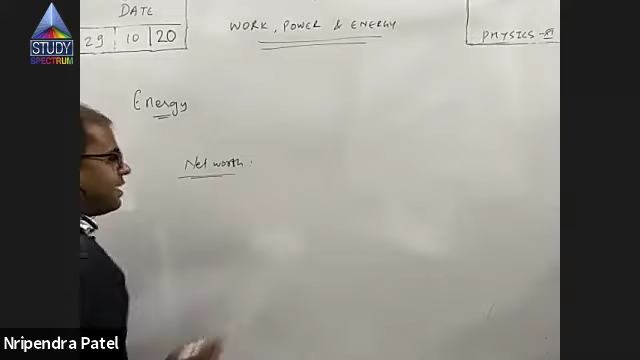 STUDY
SPECTRUM
DATE
29 10 20
WORK, POWER & ENERGY
PHYSICS
Energy
Net worth.
Nripendra Patel